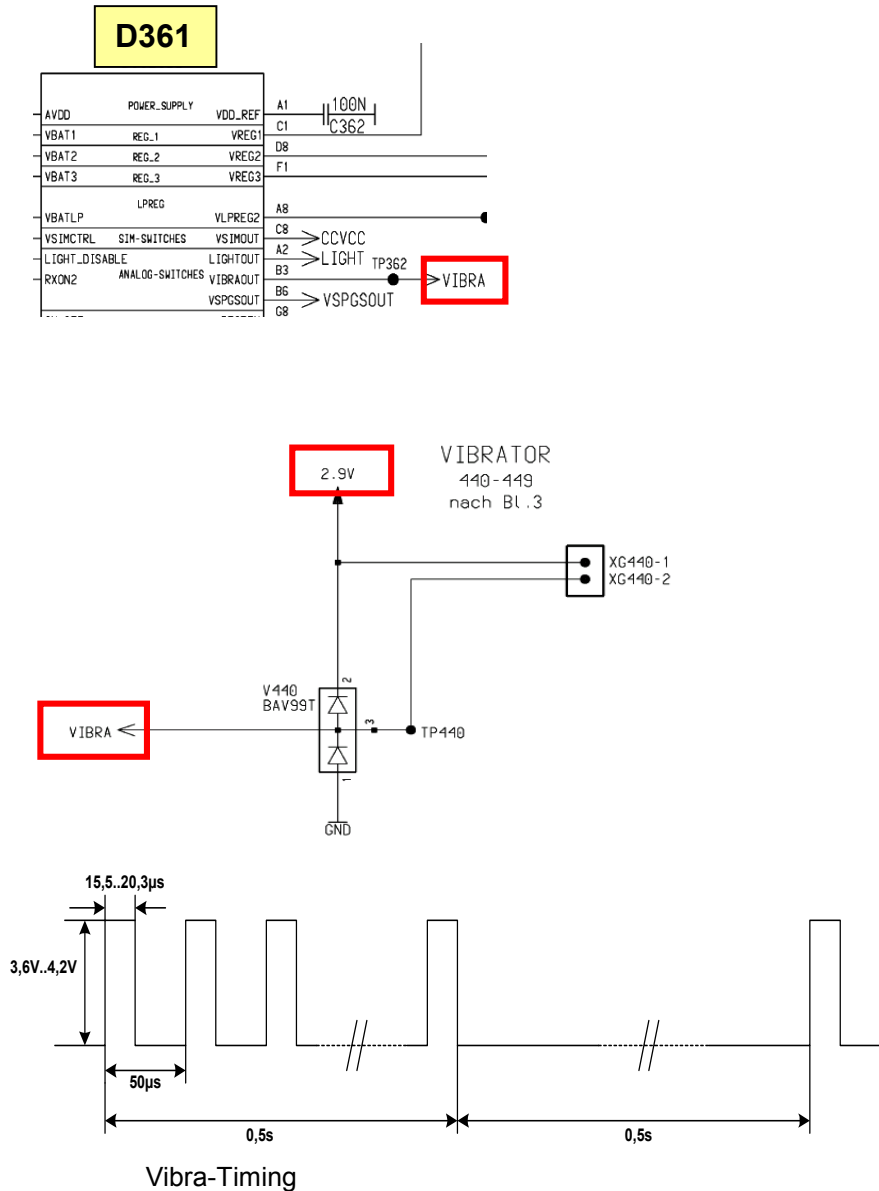 D361
POWER_SUPPLY
AVDD
VDD_REF
A1
100N
C362
VBAT1
REG_1
VREG1
C1
VBAT2
REG_2
VREG2
D8
VBAT3
REG_3
VREG3
F1
LPREG
VBATLP
VLPREG2
A8
VSIMCTRL
SIM-SWITCHES
VSIMOUT
C8
CCVCC
LIGHT_DISABLE
LIGHTOUT
A2
LIGHT
TP362
RXON2
ANALOG-SWITCHES
VIBRAOUT
B3
VIBRA
VSPGSOUT
B6
VSPGSOUT
G8
2.9V
VIBRATOR
440-449
nach Bl.3
XG440-1
XG440-2
V440
BAV99T
2
3
1
VIBRA
TP440
GND
15,5..20,3µs
3,6V..4,2V
50µs
0,5s
0,5s
Vibra-Timing